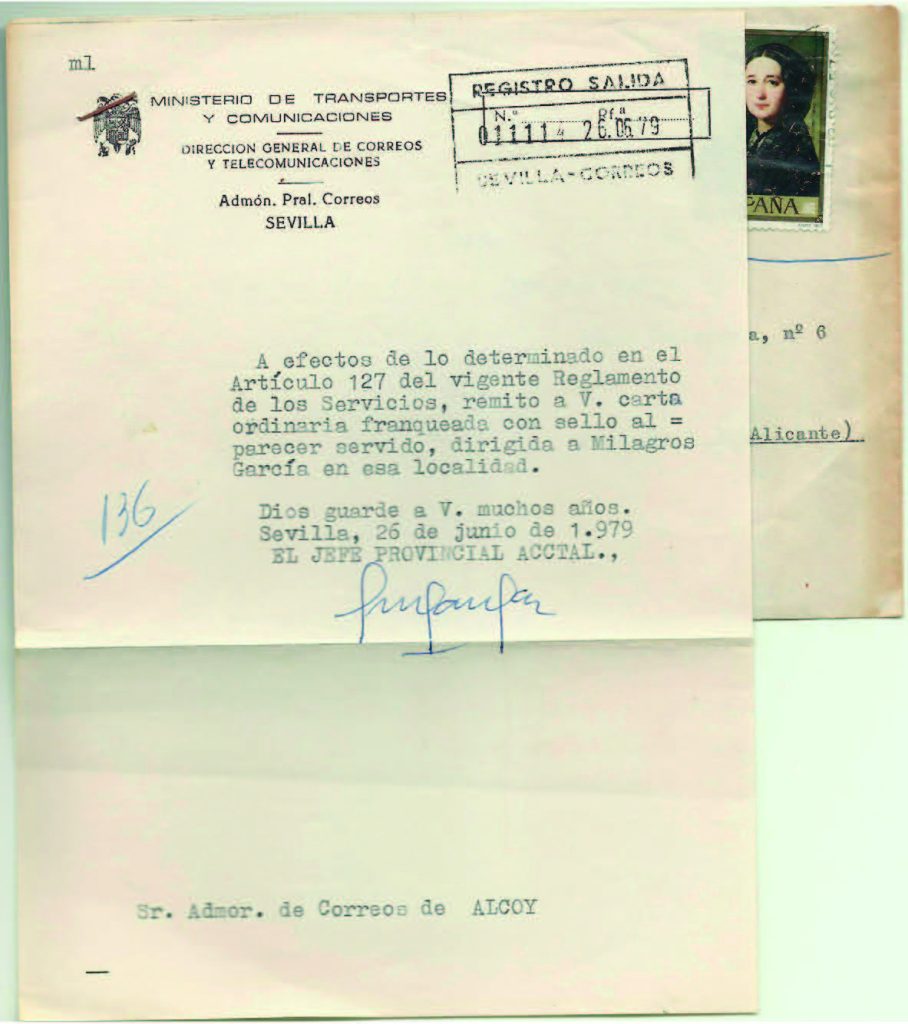 ml
MINISTERIO DE TRANSPORTES
Y COMUNICACIONES
DIRECCION GENERAL DE CORREOS
Y TELECOMUNICACIONES
Admón. Pral. Correos
SEVILLA
REGISTRO SALIDA
N.º Rf.ª
011114 26.06.79
SEVILLA-CORREOS
PAÑA
a, nº 6
Alicante)
A efectos de lo determinado en el
Artículo 127 del vigente Reglamento
de los Servicios, remito a V. carta
ordinaria franqueada con sello al =
parecer servido, dirigida a Milagros
García en esa localidad.
136
Dios guarde a V. muchos años.
Sevilla, 26 de junio de 1.979
EL JEFE PROVINCIAL ACCTAL.,
Sr. Admor. de Correos de ALCOY